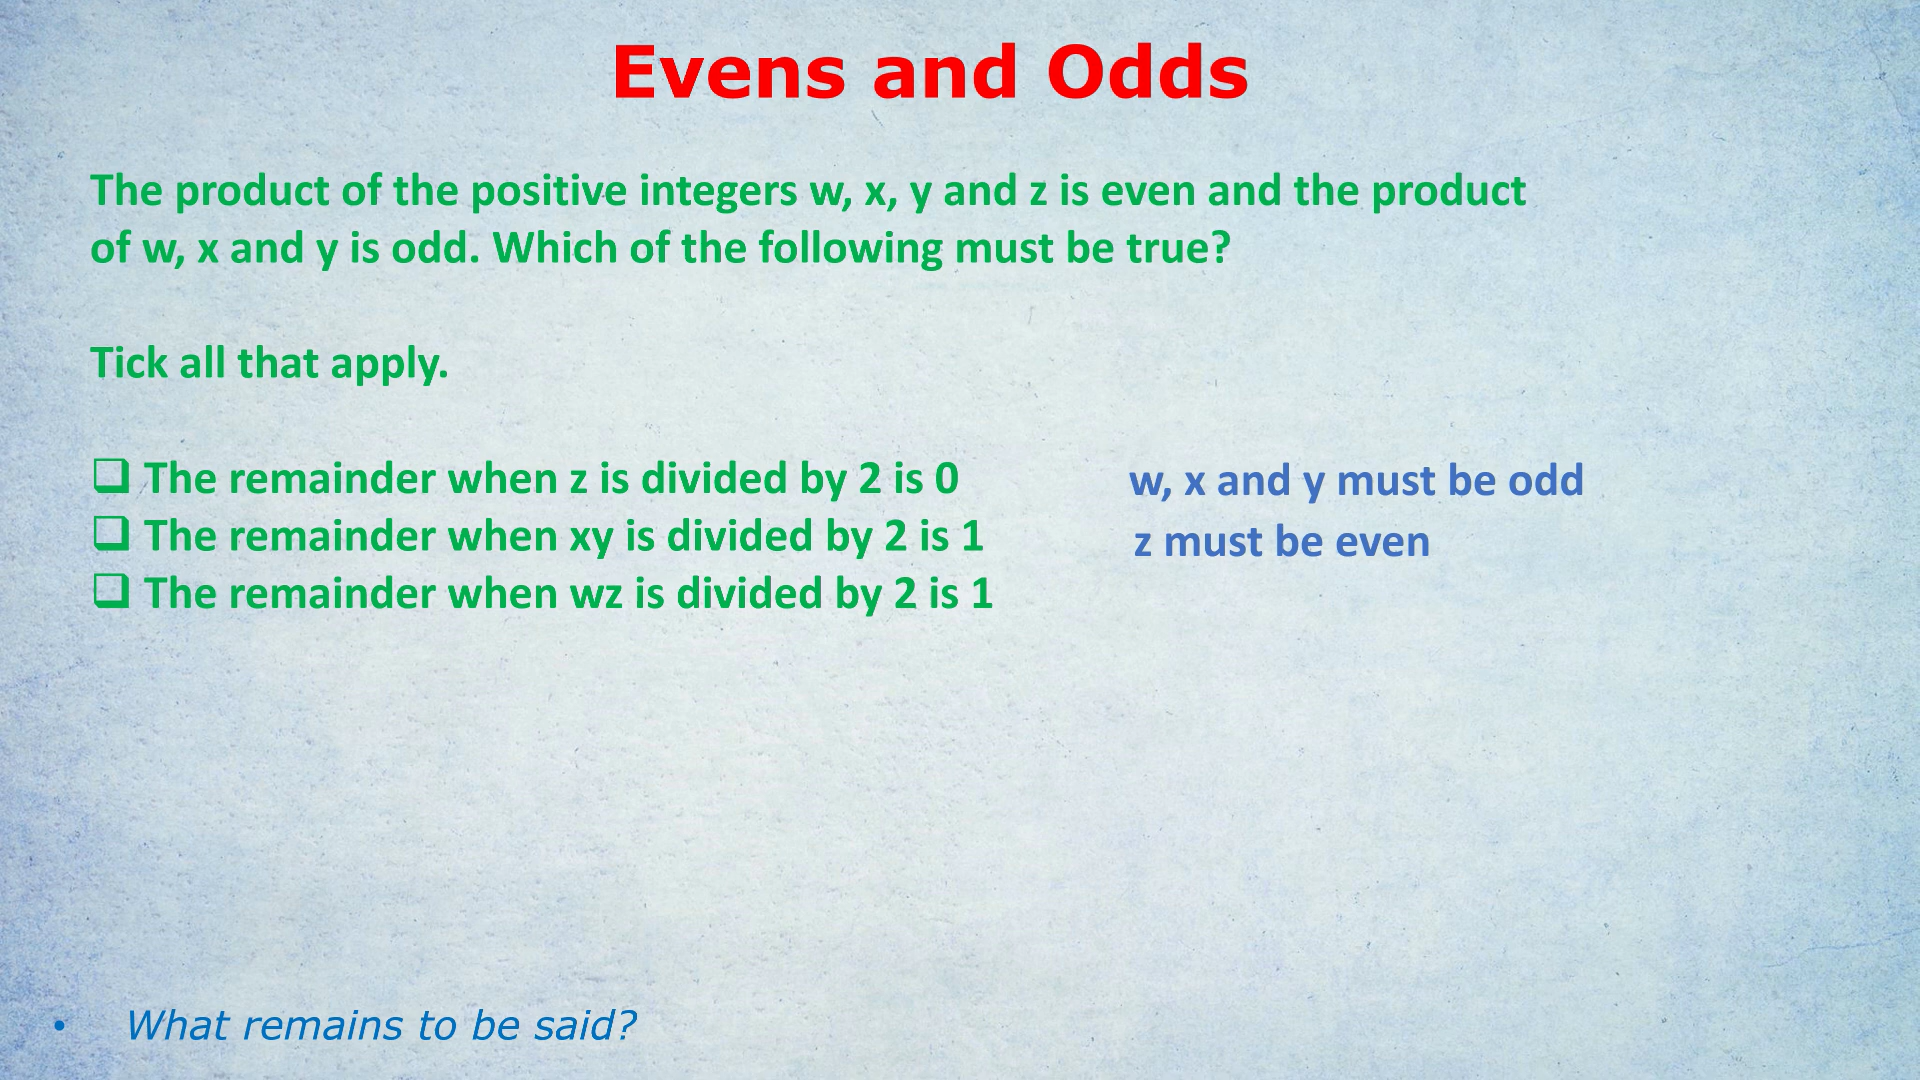 Evens and Odds
The product of the positive integers w, x, y and z is even and the product
of w, x and y is odd. Which of the following must be true?
Tick all that apply.
❑ The remainder when z is divided by 2 is 0
❑ The remainder when xy is divided by 2 is 1
❑ The remainder when wz is divided by 2 is 1
w, x and y must be odd
z must be even
• What remains to be said?